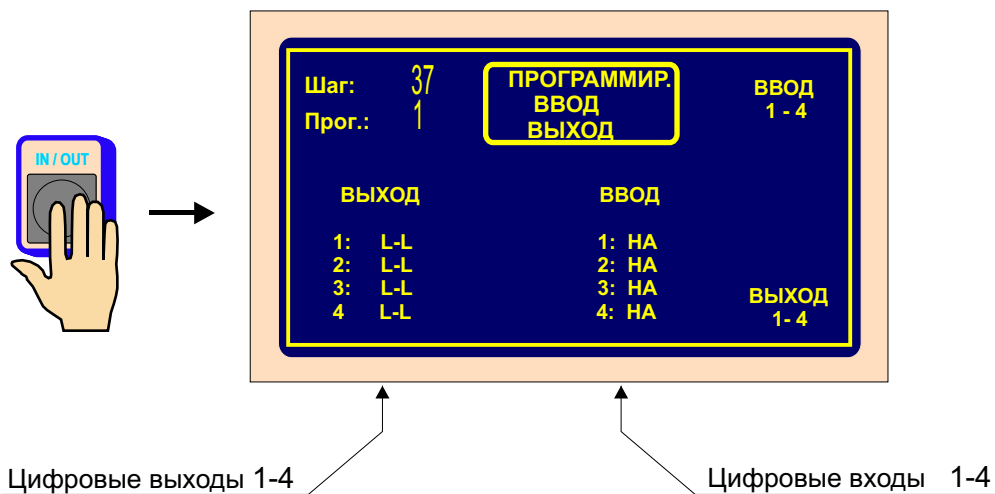 IN / OUT
Шаг: 37
Прог.: 1
ПРОГРАММИР.
ВВОД
ВЫХОД
ВВОД
1 - 4
ВЫХОД
1: L-L
2: L-L
3: L-L
4 L-L
ВВОД
1: НА
2: НА
3: НА
4: НА
ВЫХОД
1- 4
Цифровые выходы 1-4
Цифровые входы 1-4